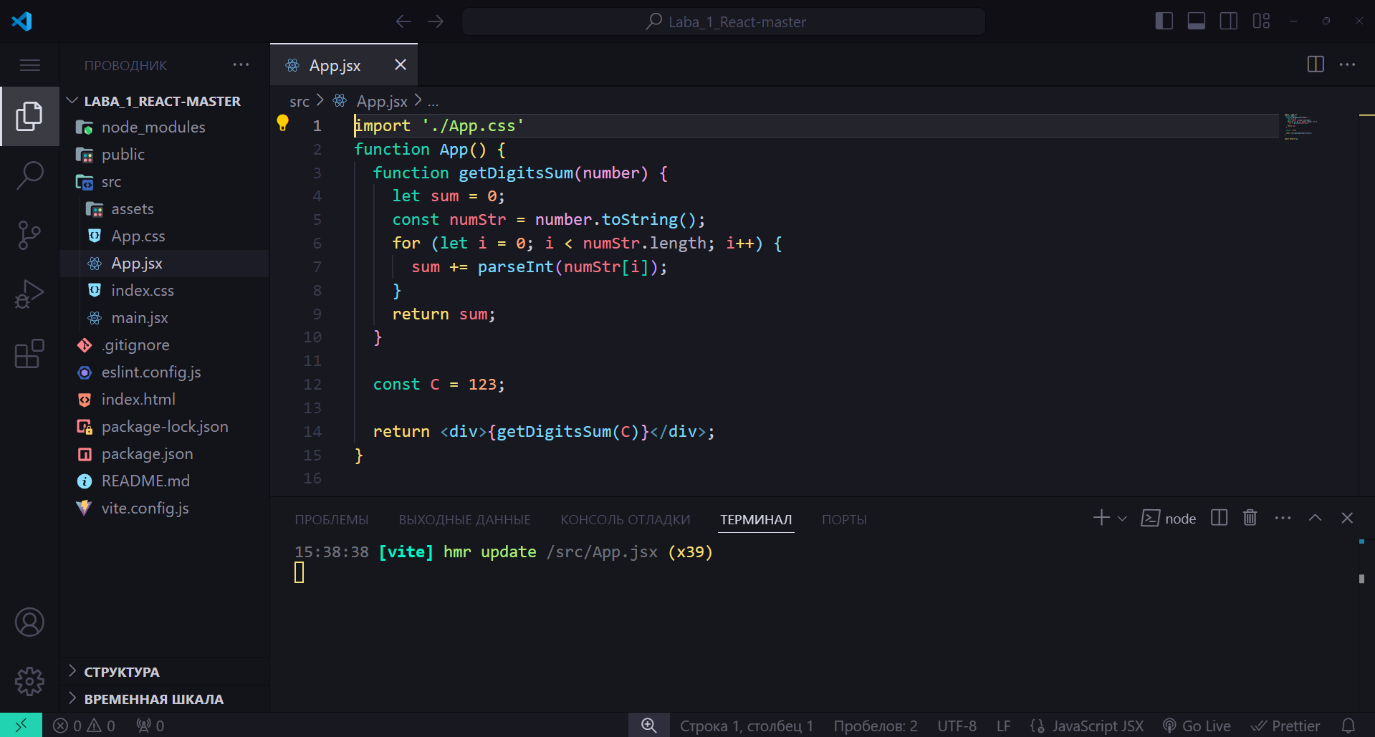 Laba_1_React-master
ПРОВОДНИК
LABA_1_REACT-MASTER
node_modules
public
src
assets
App.css
App.jsx
index.css
main.jsx
.gitignore
eslint.config.js
index.html
package-lock.json
package.json
README.md
vite.config.js
СТРУКТУРА
ВРЕМЕННАЯ ШКАЛА
App.jsx
src > App.jsx > ...
1 import './App.css'
2 function App() {
3   function getDigitsSum(number) {
4     let sum = 0;
5     const numStr = number.toString();
6     for (let i = 0; i < numStr.length; i++) {
7       sum += parseInt(numStr[i]);
8     }
9     return sum;
10   }
11
12   const C = 123;
13
14   return <div>{getDigitsSum(C)}</div>;
15 }
16
ПРОБЛЕМЫ ВЫХОДНЫЕ ДАННЫЕ КОНСОЛЬ ОТЛАДКИ ТЕРМИНАЛ ПОРТЫ node
15:38:38 [vite] hmr update /src/App.jsx (x39)
0 0 0 Строка 1, столбец 1 Пробелов: 2 UTF-8 LF {} JavaScript JSX Go Live Prettier